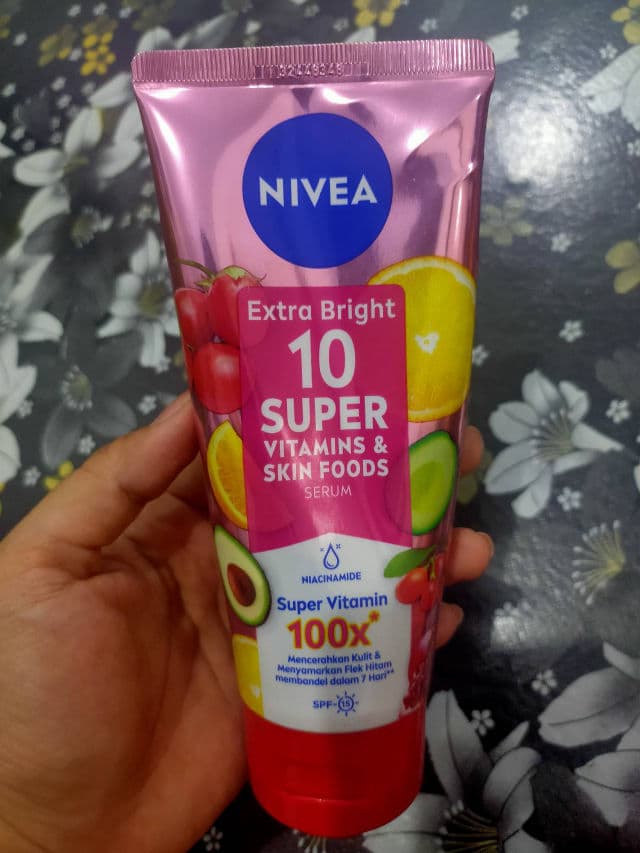 NIVEA
Extra Bright
10
SUPER
VITAMINS &
SKIN FOODS
SERUM
NIACINAMIDE
Super Vitamin
100x*
Mencerahkan Kulit &
Menyamarkan Flek Hitam
membandel dalam 7 Hari**
SPF 15